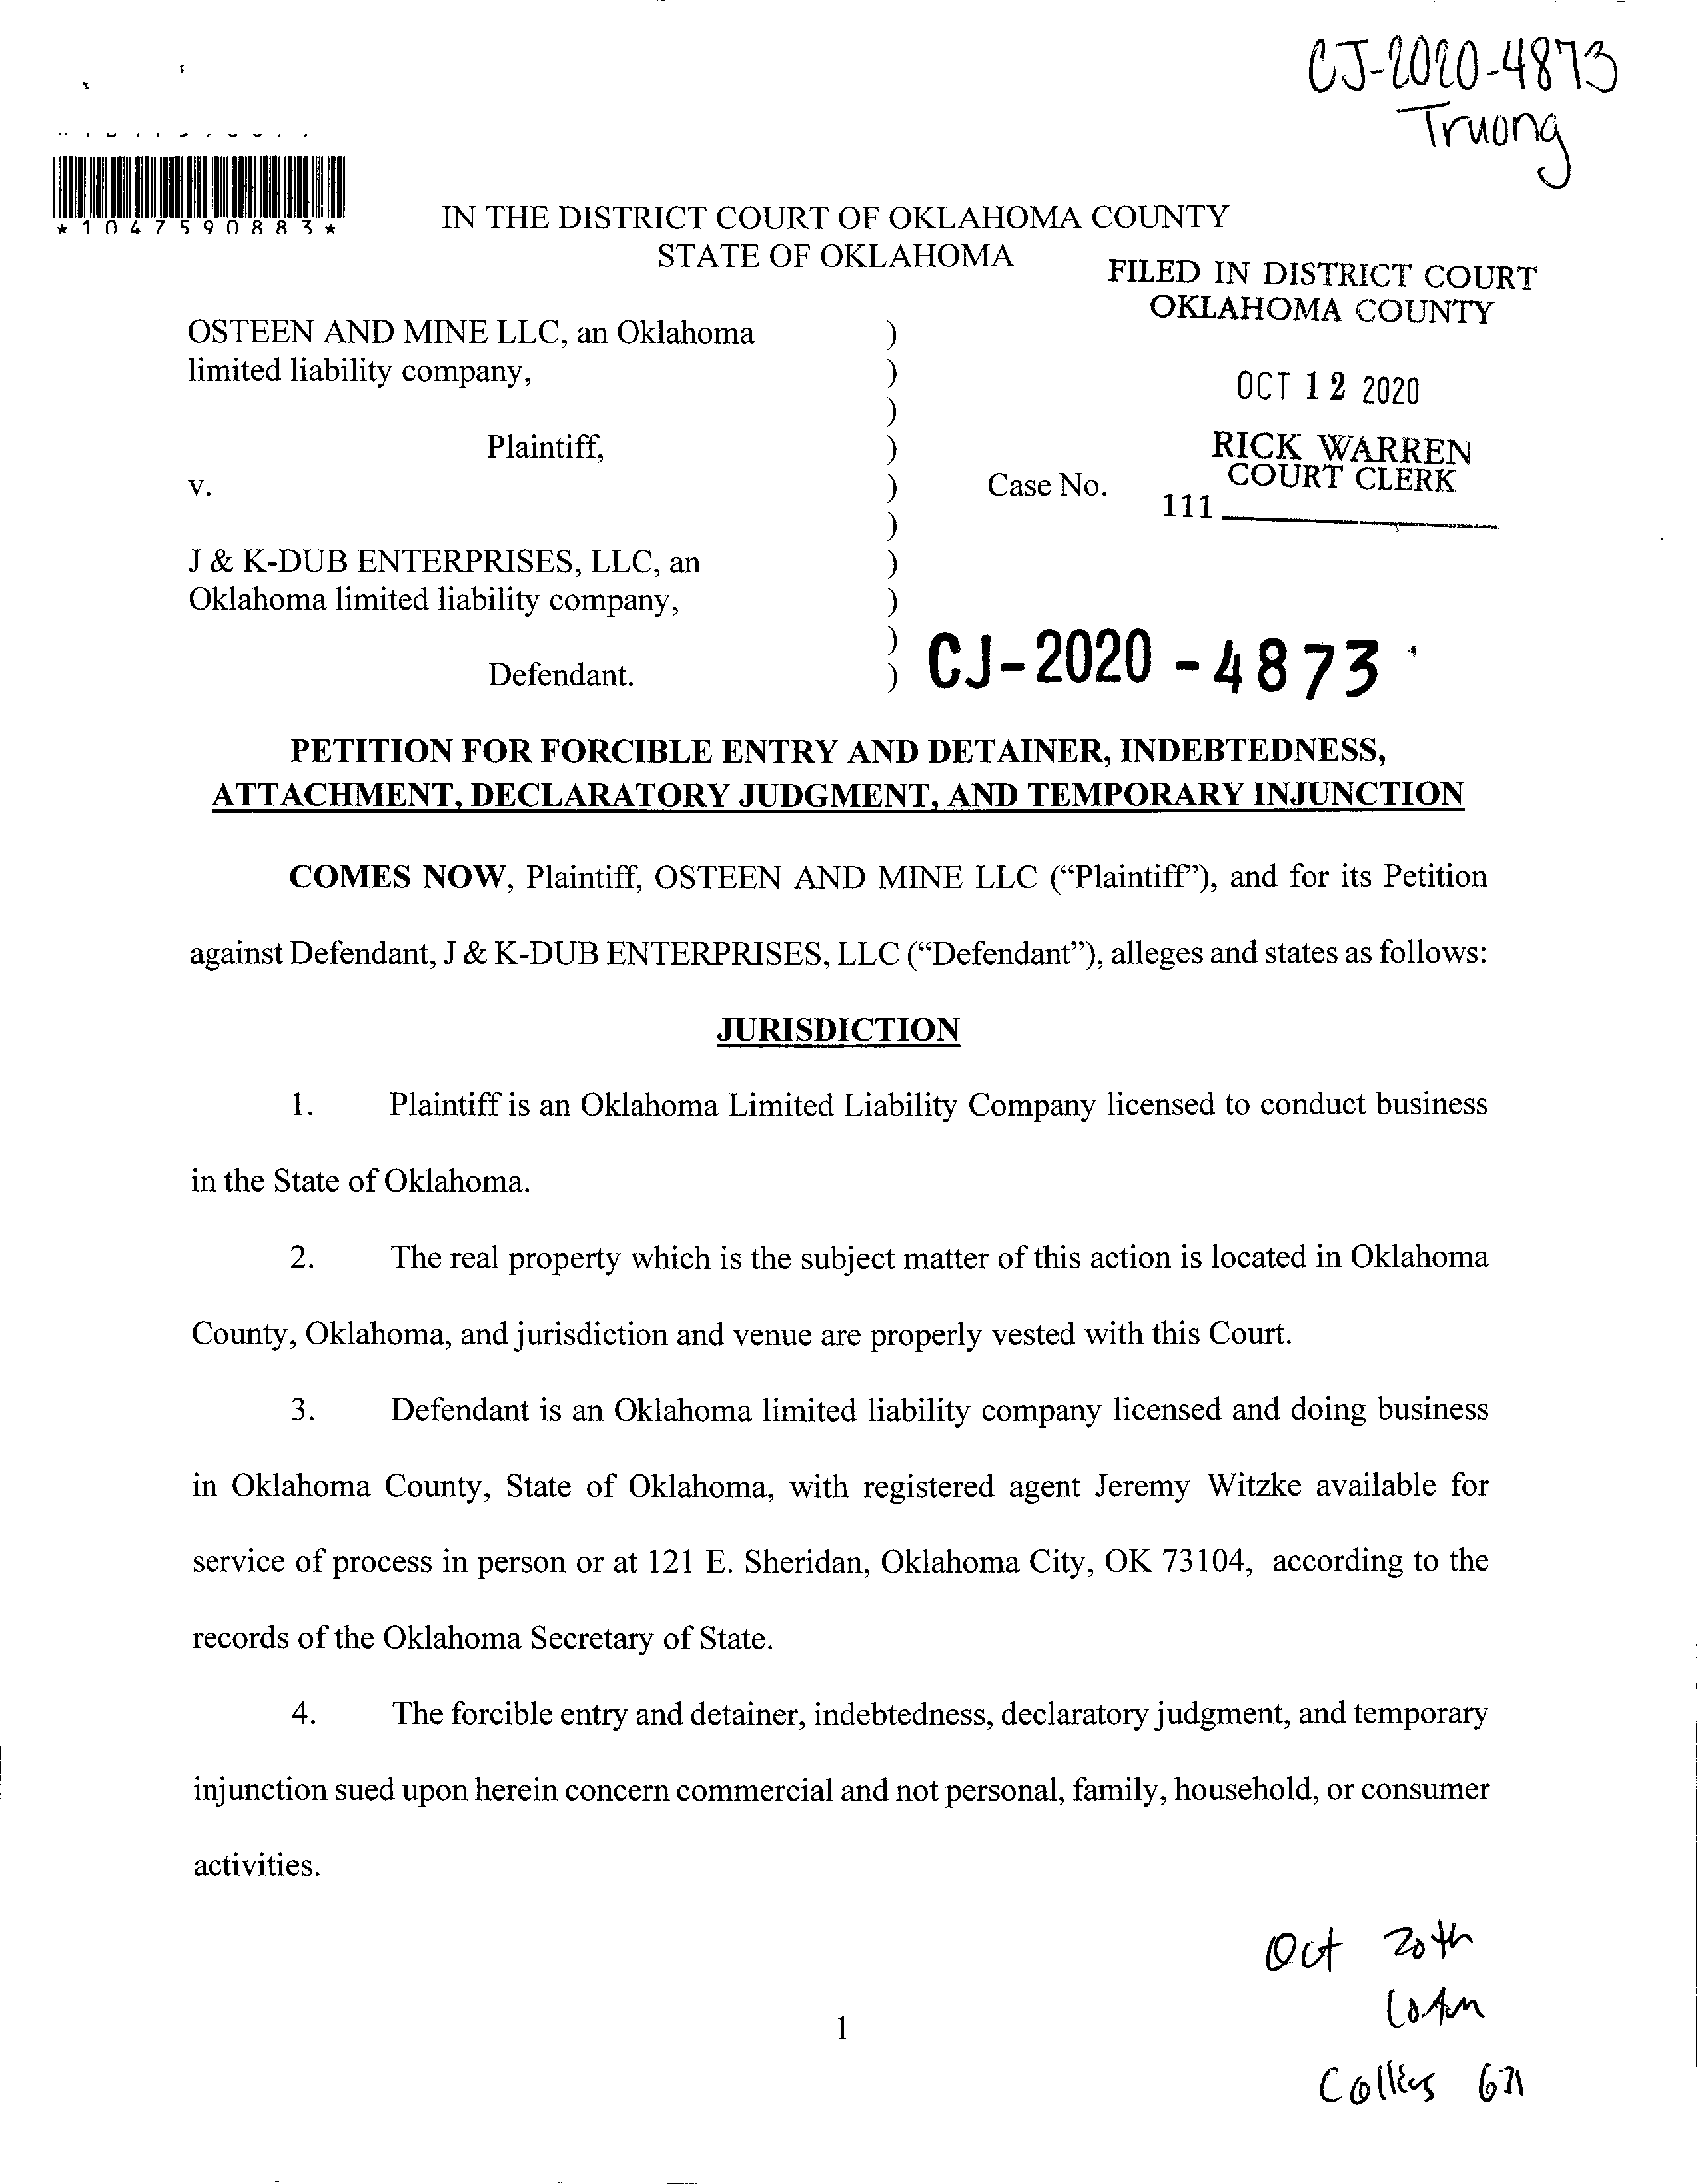 CJ-2020-4873
Truong
*1047590883*
IN THE DISTRICT COURT OF OKLAHOMA COUNTY
STATE OF OKLAHOMA
FILED IN DISTRICT COURT
OKLAHOMA COUNTY
OSTEEN AND MINE LLC, an Oklahoma )
limited liability company, )
OCT 12 2020
)
Plaintiff, )
RICK WARREN
COURT CLERK
v. ) Case No.
111
)
J & K-DUB ENTERPRISES, LLC, an )
Oklahoma limited liability company, )
)
Defendant. )
CJ-2020-4873
PETITION FOR FORCIBLE ENTRY AND DETAINER, INDEBTEDNESS,
ATTACHMENT, DECLARATORY JUDGMENT, AND TEMPORARY INJUNCTION
COMES NOW, Plaintiff, OSTEEN AND MINE LLC (“Plaintiff”), and for its Petition
against Defendant, J & K-DUB ENTERPRISES, LLC (“Defendant”), alleges and states as follows:
JURISDICTION
1. Plaintiff is an Oklahoma Limited Liability Company licensed to conduct business
in the State of Oklahoma.
2. The real property which is the subject matter of this action is located in Oklahoma
County, Oklahoma, and jurisdiction and venue are properly vested with this Court.
3. Defendant is an Oklahoma limited liability company licensed and doing business
in Oklahoma County, State of Oklahoma, with registered agent Jeremy Witzke available for
service of process in person or at 121 E. Sheridan, Oklahoma City, OK 73104, according to the
records of the Oklahoma Secretary of State.
4. The forcible entry and detainer, indebtedness, declaratory judgment, and temporary
injunction sued upon herein concern commercial and not personal, family, household, or consumer
activities.
Oct 20th
10Am
1